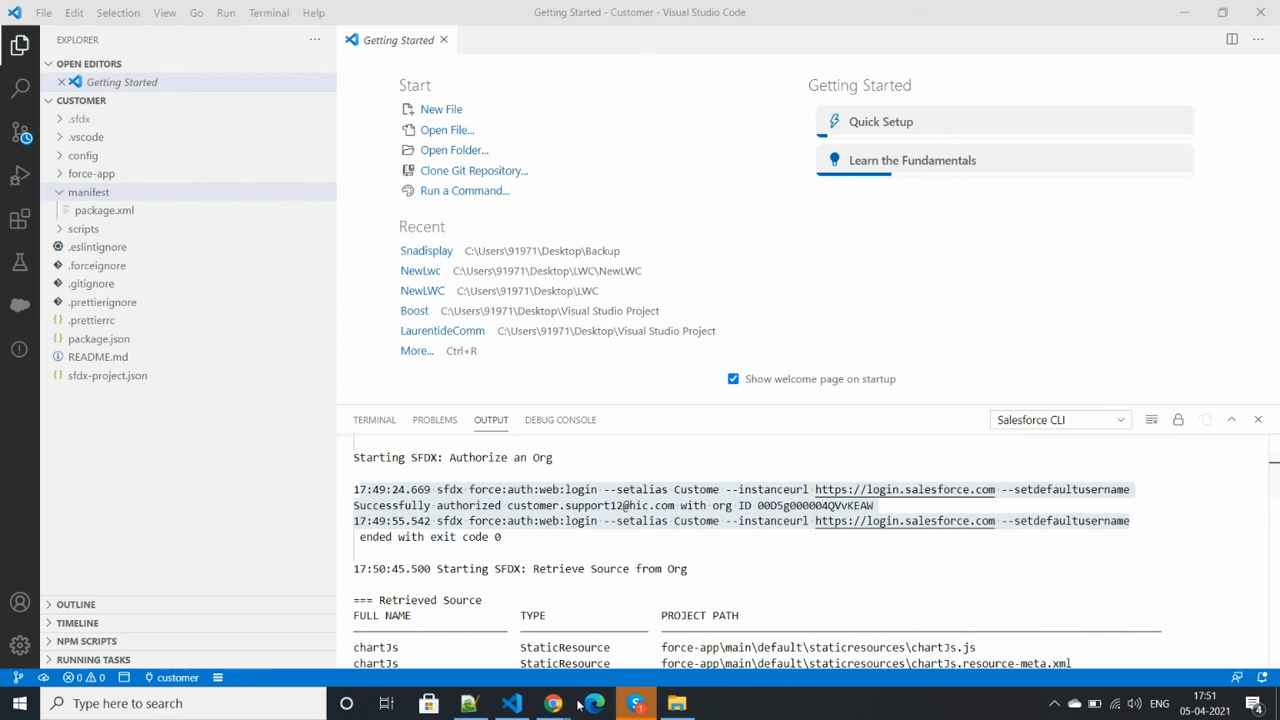 File Edit Selection View Go Run Terminal Help
Getting Started - Customer - Visual Studio Code
EXPLORER
OPEN EDITORS
Getting Started
CUSTOMER
.sfdx
.vscode
config
force-app
manifest
package.xml
scripts
.eslintignore
.forceignore
.gitignore
.prettierignore
.prettierrc
package.json
README.md
sfdx-project.json
OUTLINE
TIMELINE
NPM SCRIPTS
RUNNING TASKS
Getting Started
Start
New File
Open File...
Open Folder...
Clone Git Repository...
Run a Command...
Recent
Snadisplay C:\Users\91971\Desktop\Backup
NewLwc C:\Users\91971\Desktop\LWC\NewLWC
NewLWC C:\Users\91971\Desktop\LWC
Boost C:\Users\91971\Desktop\Visual Studio Project
LaurentideComm C:\Users\91971\Desktop\Visual Studio Project
More... Ctrl+R
Getting Started
Quick Setup
Learn the Fundamentals
Show welcome page on startup
TERMINAL PROBLEMS OUTPUT DEBUG CONSOLE
Salesforce CLI
Starting SFDX: Authorize an Org
17:49:24.669 sfdx force:auth:web:login --setalias Custome --instanceurl https://login.salesforce.com --setdefaultusername
Successfully authorized customer.support12@hic.com with org ID 00D5g000004QVvKEAW
17:49:55.542 sfdx force:auth:web:login --setalias Custome --instanceurl https://login.salesforce.com --setdefaultusername
ended with exit code 0
17:50:45.500 Starting SFDX: Retrieve Source from Org
=== Retrieved Source
FULL NAME TYPE PROJECT PATH
chartJs StaticResource force-app\main\default\staticresources\chartJs.js
chartJs StaticResource force-app\main\default\staticresources\chartJs.resource-meta.xml
0 0 customer
Type here to search
ENG
17:51
05-04-2021
4